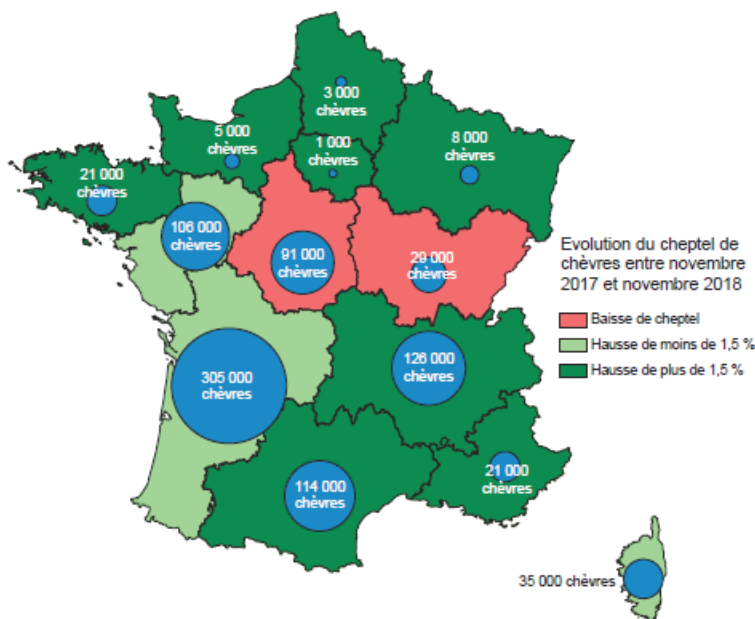 3 000
chèvres
5 000
chèvres
1 000
chèvres
8 000
chèvres
21 000
chèvres
106 000
chèvres
91 000
chèvres
29 000
chèvres
Evolution du cheptel de
chèvres entre novembre
2017 et novembre 2018
Baisse de cheptel
Hausse de moins de 1,5 %
Hausse de plus de 1,5 %
305 000
chèvres
126 000
chèvres
114 000
chèvres
21 000
chèvres
35 000 chèvres